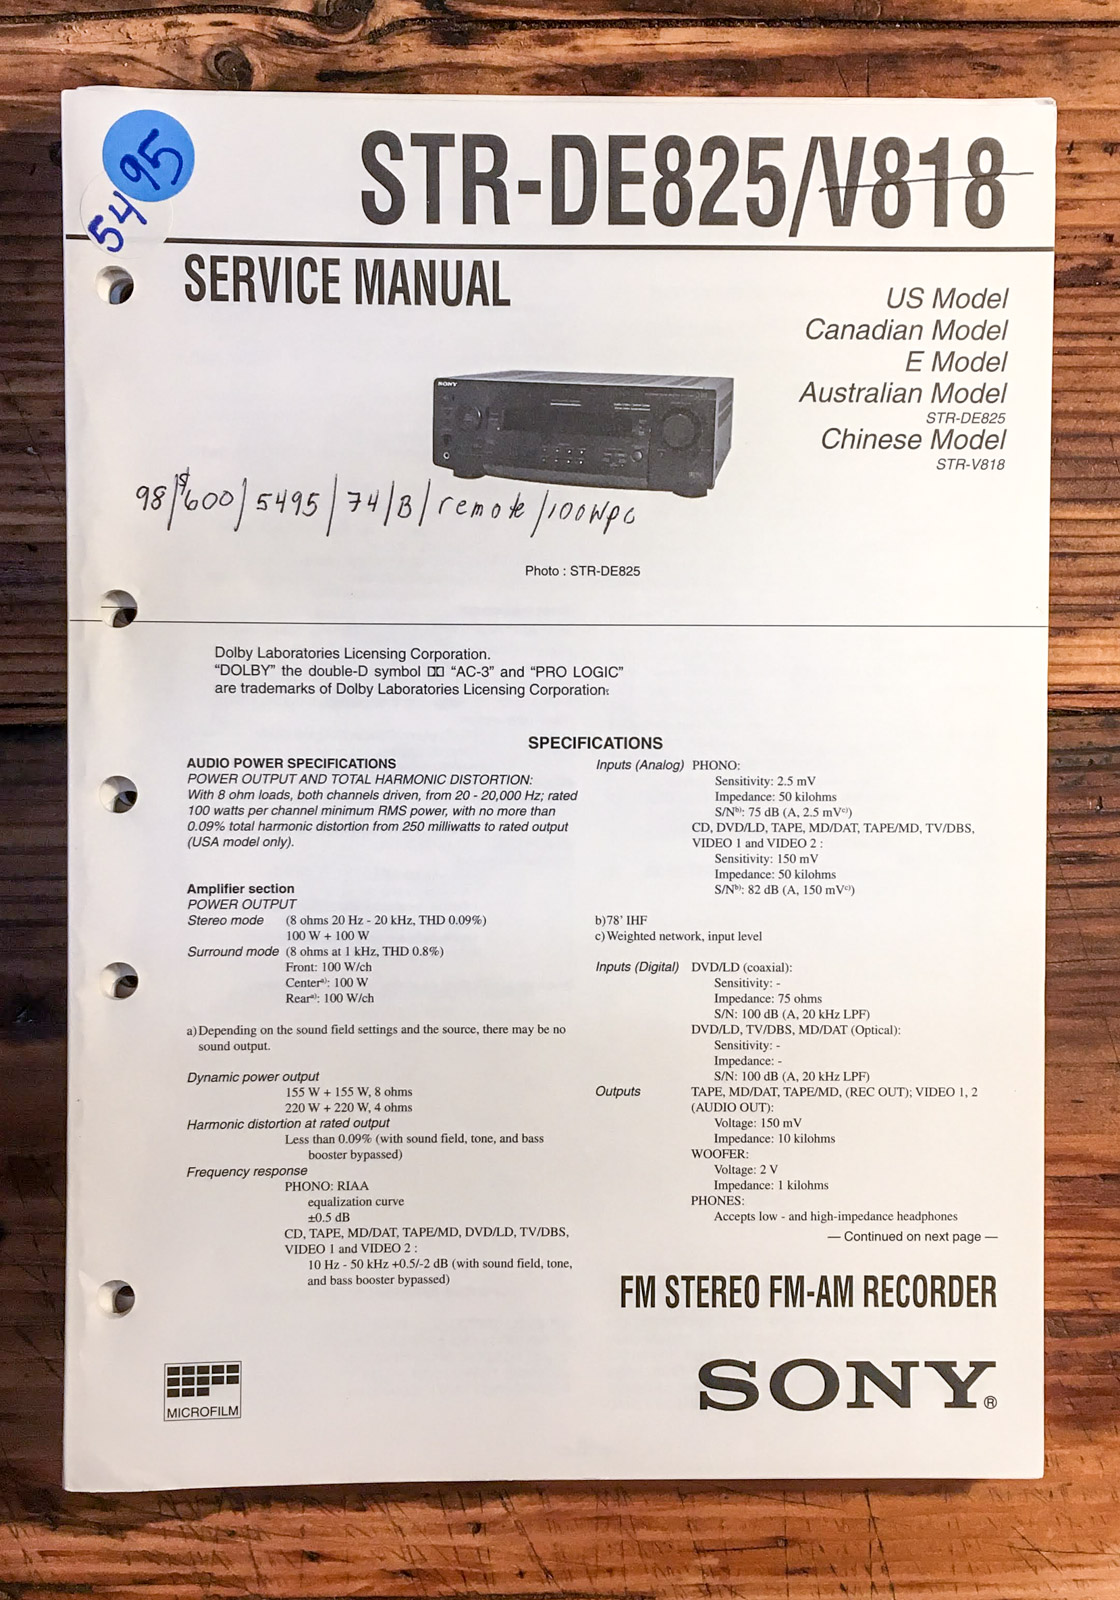 5495
STR-DE825/V818
SERVICE MANUAL
US Model
Canadian Model
E Model
Australian Model
STR-DE825
Chinese Model
STR-V818
SONY
98/$600/5495/74/B/remote/100wpc
Photo : STR-DE825
Dolby Laboratories Licensing Corporation.
“DOLBY” the double-D symbol “AC-3” and “PRO LOGIC”
are trademarks of Dolby Laboratories Licensing Corporation.
SPECIFICATIONS
AUDIO POWER SPECIFICATIONS
POWER OUTPUT AND TOTAL HARMONIC DISTORTION:
With 8 ohm loads, both channels driven, from 20 - 20,000 Hz; rated
100 watts per channel minimum RMS power, with no more than
0.09% total harmonic distortion from 250 milliwatts to rated output
(USA model only).
Amplifier section
POWER OUTPUT
Stereo mode (8 ohms 20 Hz - 20 kHz, THD 0.09%)
100 W + 100 W
Surround mode (8 ohms at 1 kHz, THD 0.8%)
Front: 100 W/ch
Centera): 100 W
Reara): 100 W/ch
a) Depending on the sound field settings and the source, there may be no
sound output.
Dynamic power output
155 W + 155 W, 8 ohms
220 W + 220 W, 4 ohms
Harmonic distortion at rated output
Less than 0.09% (with sound field, tone, and bass
booster bypassed)
Frequency response
PHONO: RIAA
equalization curve
±0.5 dB
CD, TAPE, MD/DAT, TAPE/MD, DVD/LD, TV/DBS,
VIDEO 1 and VIDEO 2 :
10 Hz - 50 kHz +0.5/-2 dB (with sound field, tone,
and bass booster bypassed)
Inputs (Analog) PHONO:
Sensitivity: 2.5 mV
Impedance: 50 kilohms
S/Nb): 75 dB (A, 2.5 mVc))
CD, DVD/LD, TAPE, MD/DAT, TAPE/MD, TV/DBS,
VIDEO 1 and VIDEO 2 :
Sensitivity: 150 mV
Impedance: 50 kilohms
S/Nb): 82 dB (A, 150 mVc))
b)78' IHF
c) Weighted network, input level
Inputs (Digital) DVD/LD (coaxial):
Sensitivity: -
Impedance: 75 ohms
S/N: 100 dB (A, 20 kHz LPF)
DVD/LD, TV/DBS, MD/DAT (Optical):
Sensitivity: -
Impedance: -
S/N: 100 dB (A, 20 kHz LPF)
Outputs TAPE, MD/DAT, TAPE/MD, (REC OUT); VIDEO 1, 2
(AUDIO OUT):
Voltage: 150 mV
Impedance: 10 kilohms
WOOFER:
Voltage: 2 V
Impedance: 1 kilohms
PHONES:
Accepts low - and high-impedance headphones
— Continued on next page —
FM STEREO FM-AM RECORDER
MICROFILM
SONY®